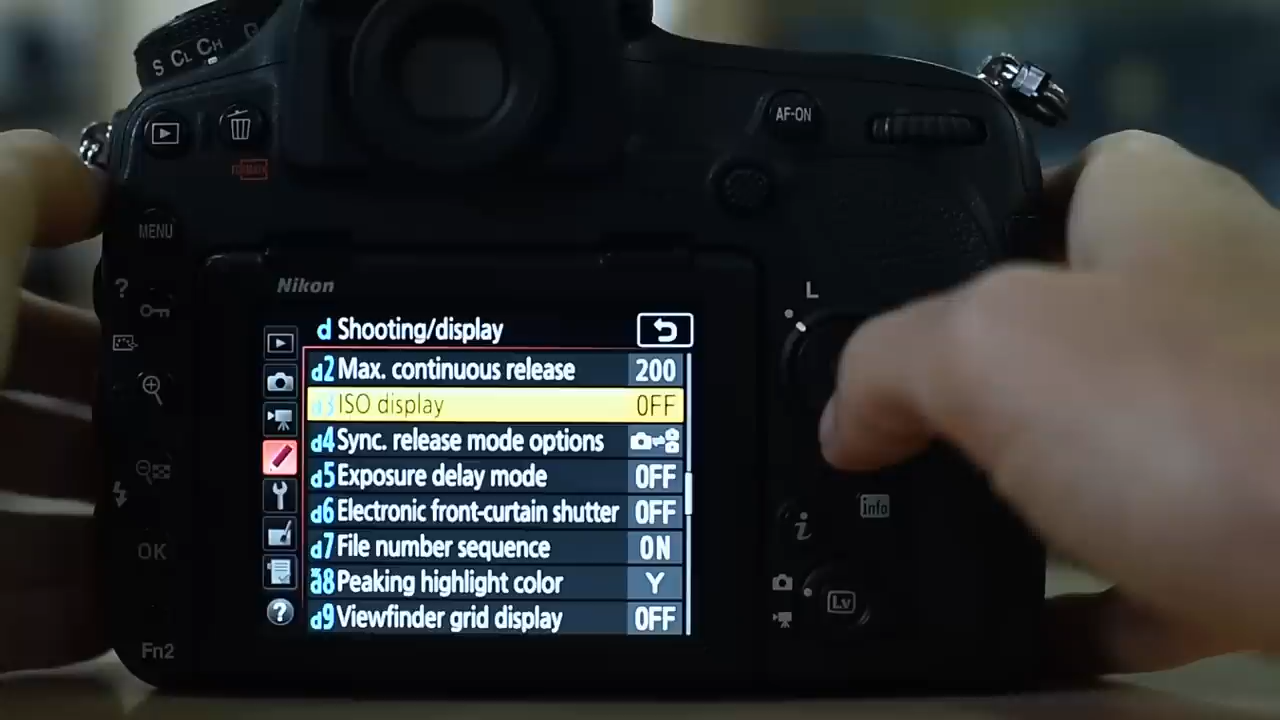 S CL CH
AF-ON
FORMAT
MENU
?
Nikon
L
d Shooting/display
d2 Max. continuous release 200
d3 ISO display OFF
d4 Sync. release mode options
d5 Exposure delay mode OFF
d6 Electronic front-curtain shutter OFF
d7 File number sequence ON
d8 Peaking highlight color Y
d9 Viewfinder grid display OFF
?
info
i
OK
Lv
Fn2